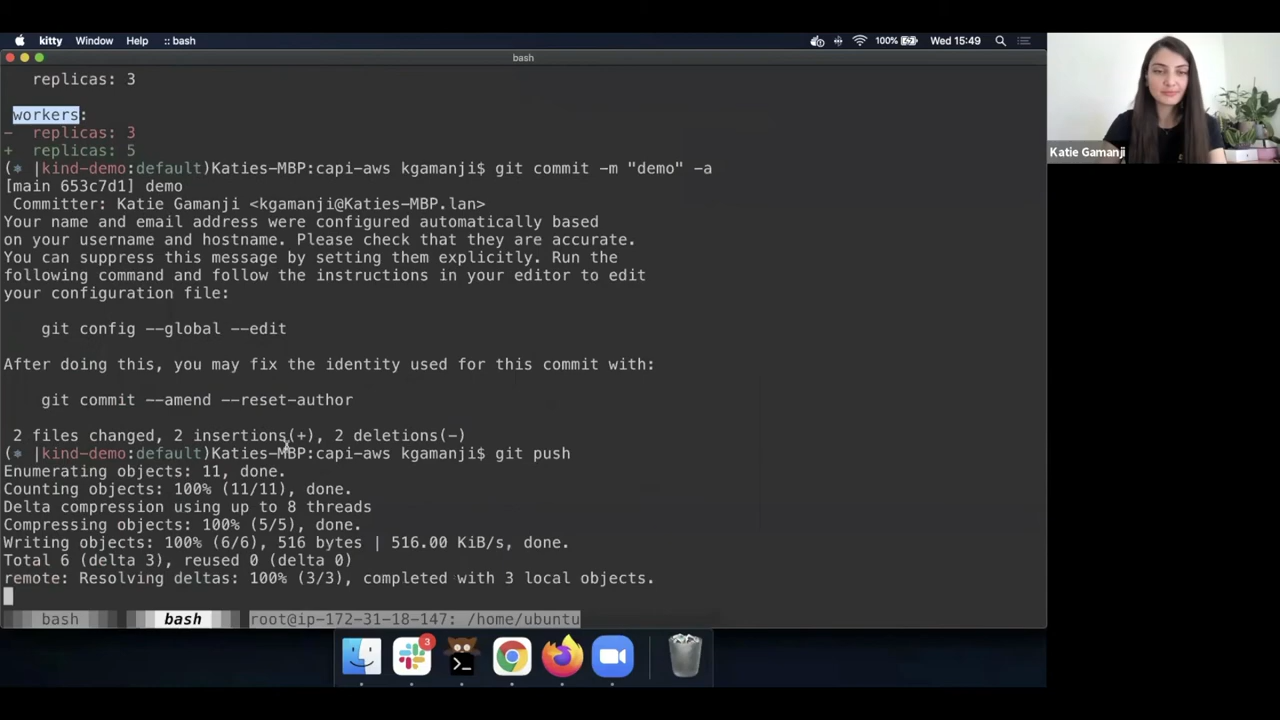 kitty Window Help :: bash 100% Wed 15:49
bash
replicas: 3
workers:
-  replicas: 3
+  replicas: 5
(⎈ |kind-demo:default)Katies-MBP:capi-aws kgamanji$ git commit -m "demo" -a
[main 653c7d1] demo
Committer: Katie Gamanji <kgamanji@Katies-MBP.lan>
Your name and email address were configured automatically based
on your username and hostname. Please check that they are accurate.
You can suppress this message by setting them explicitly. Run the
following command and follow the instructions in your editor to edit
your configuration file:
git config --global --edit
After doing this, you may fix the identity used for this commit with:
git commit --amend --reset-author
2 files changed, 2 insertions(+), 2 deletions(-)
(⎈ |kind-demo:default)Katies-MBP:capi-aws kgamanji$ git push
Enumerating objects: 11, done.
Counting objects: 100% (11/11), done.
Delta compression using up to 8 threads
Compressing objects: 100% (5/5), done.
Writing objects: 100% (6/6), 516 bytes | 516.00 KiB/s, done.
Total 6 (delta 3), reused 0 (delta 0)
remote: Resolving deltas: 100% (3/3), completed with 3 local objects.
bash bash root@ip-172-31-18-147: /home/ubuntu
3
Katie Gamanji